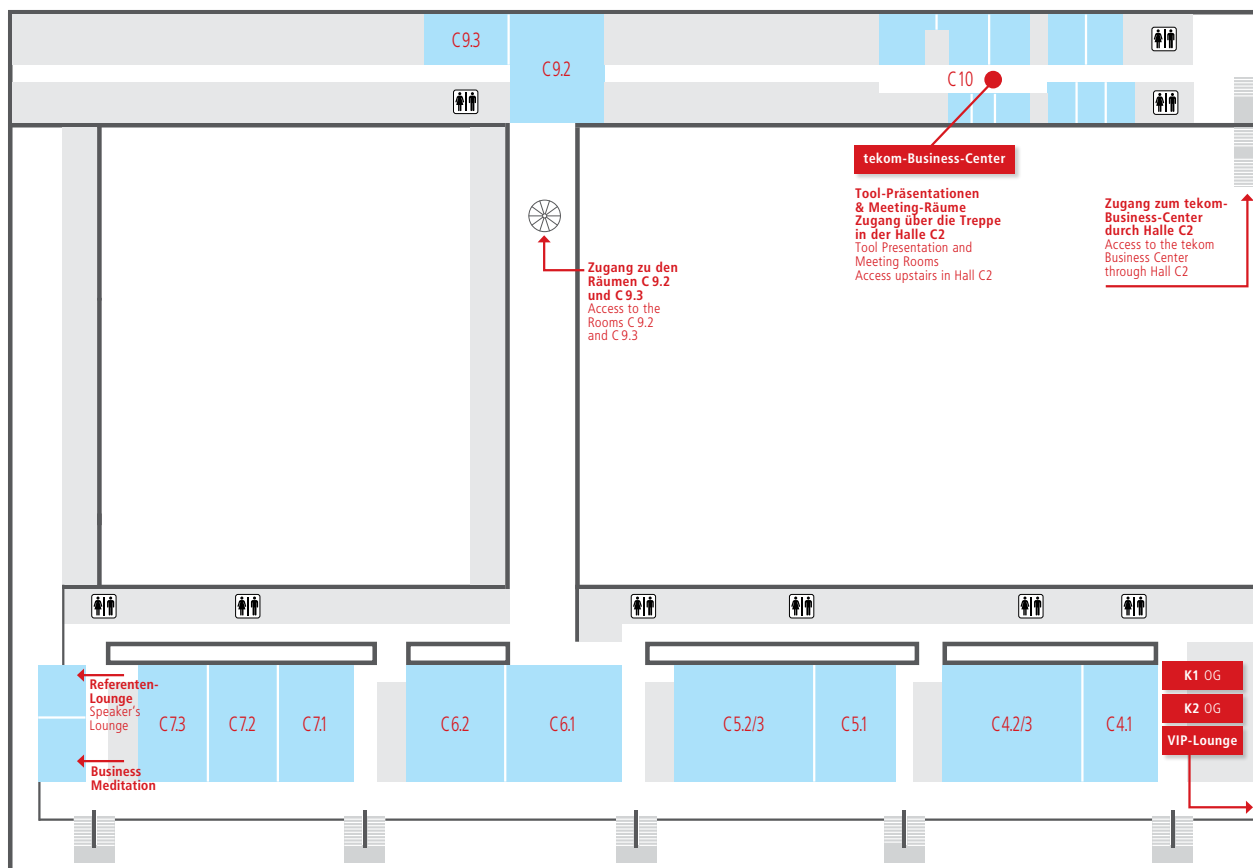 C 9.3
C 9.2
C 10
tekom-Business-Center
Tool-Präsentationen
& Meeting-Räume
Zugang über die Treppe
in der Halle C2
Tool Presentation and
Meeting Rooms
Access upstairs in Hall C2
Zugang zum tekom-
Business-Center
durch Halle C2
Access to the tekom
Business Center
through Hall C2
Zugang zu den
Räumen C 9.2
und C 9.3
Access to the
Rooms C 9.2
and C 9.3
Referenten-
Lounge
Speaker's
Lounge
Business
Meditation
C7.3
C7.2
C7.1
C6.2
C6.1
C5.2/3
C5.1
C4.2/3
C4.1
K1 OG
K2 OG
VIP-Lounge